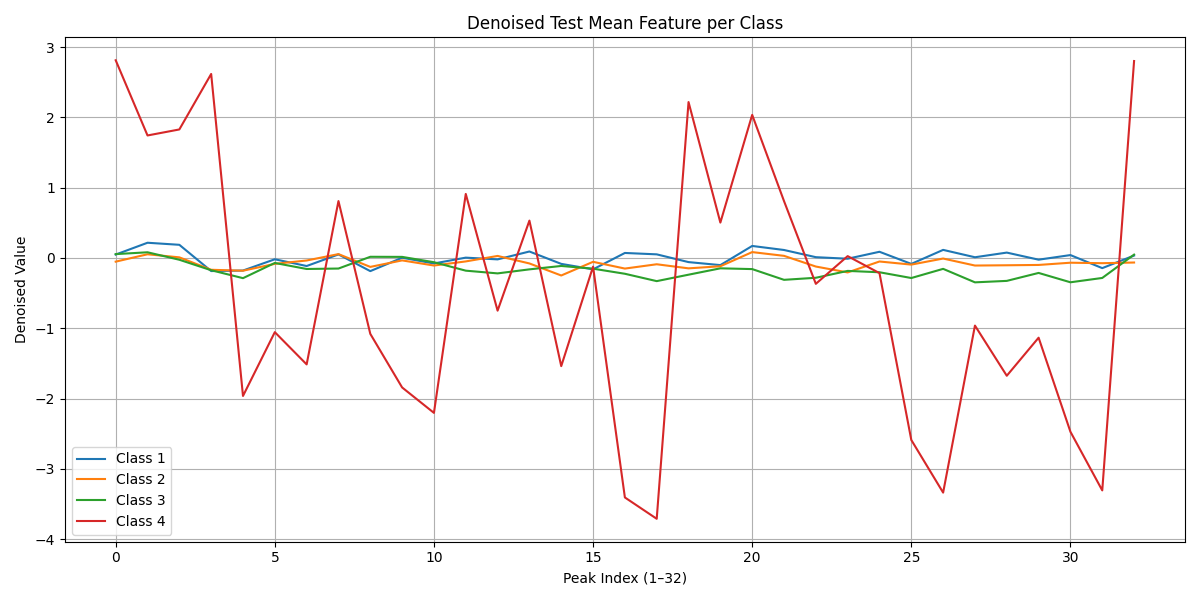 Denoised Test Mean Feature per Class
Denoised Value
3
2
1
0
−1
−2
−3
−4
Class 1
Class 2
Class 3
Class 4
0 5 10 15 20 25 30
Peak Index (1–32)